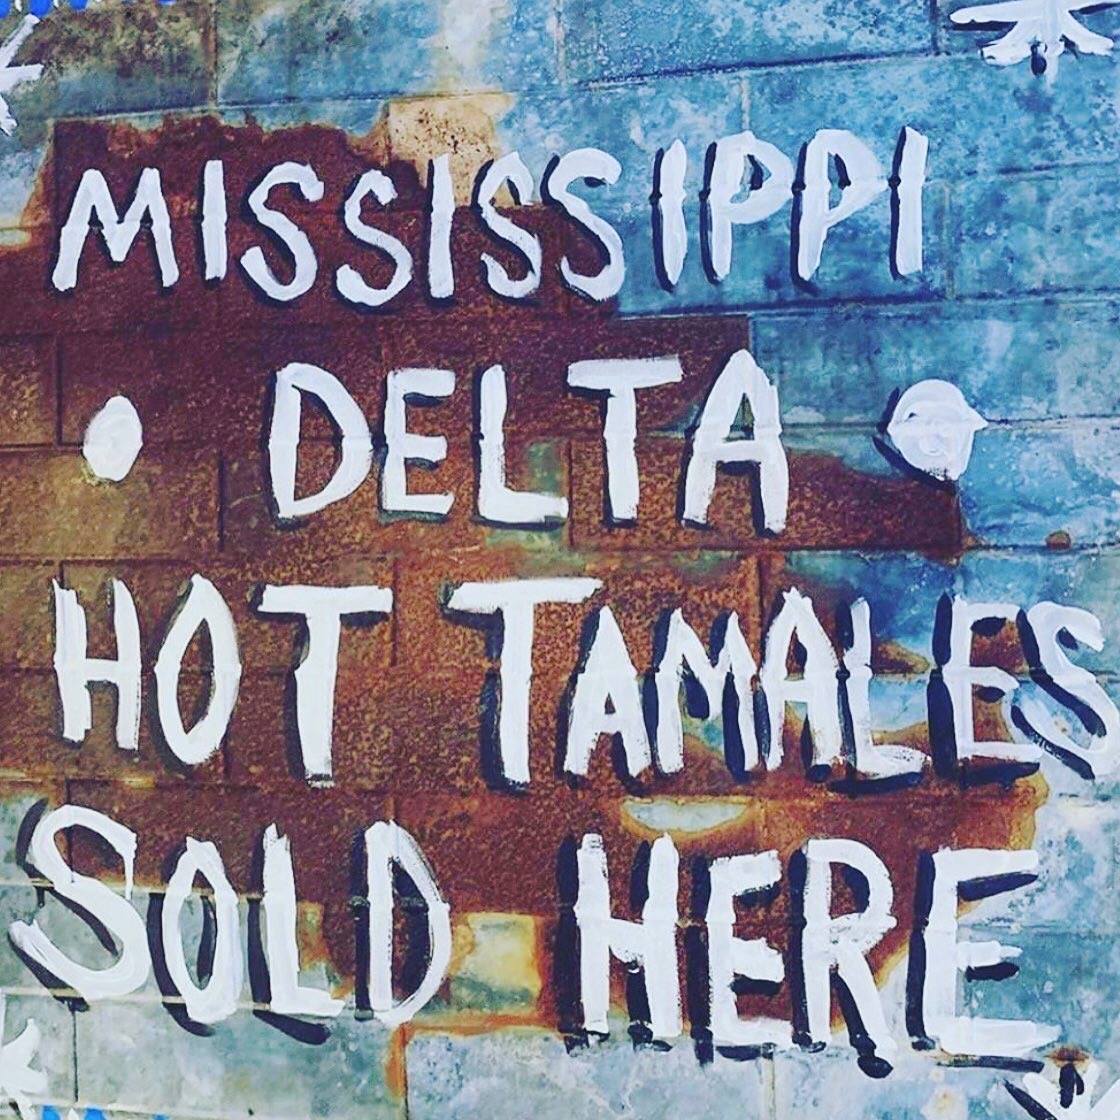 MISSISSIPPI
• DELTA •
HOT TAMALES
SOLD HERE